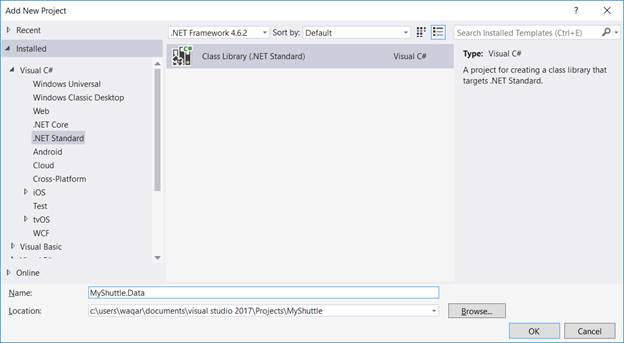 Add New Project
? ×
Recent
Installed
Visual C#
Windows Universal
Windows Classic Desktop
Web
.NET Core
.NET Standard
Android
Cloud
Cross-Platform
iOS
Test
tvOS
WCF
Visual Basic
Online
.NET Framework 4.6.2 Sort by: Default
Search Installed Templates (Ctrl+E)
C# Class Library (.NET Standard) Visual C#
Type: Visual C#
A project for creating a class library that
targets .NET Standard.
Name: MyShuttle.Data
Location: c:\users\waqar\documents\visual studio 2017\Projects\MyShuttle Browse...
OK Cancel